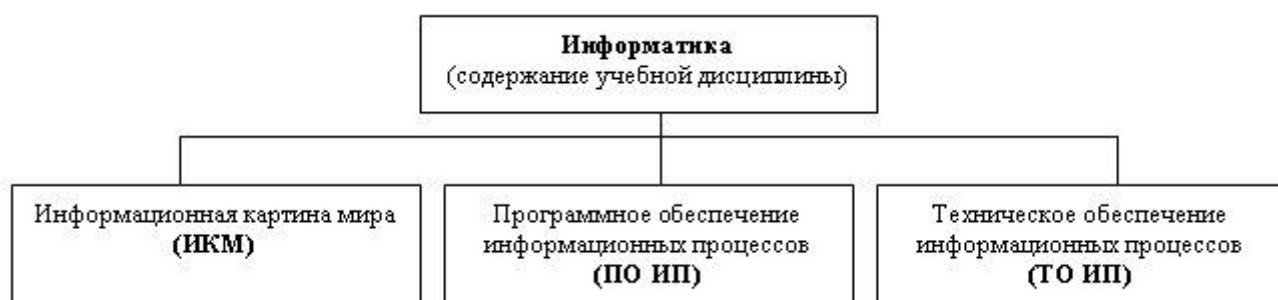 Информатика
(содержание учебной дисциплины)
Информационная картина мира
(ИКМ)
Программное обеспечение
информационных процессов
(ПО ИП)
Техническое обеспечение
информационных процессов
(ТО ИП)